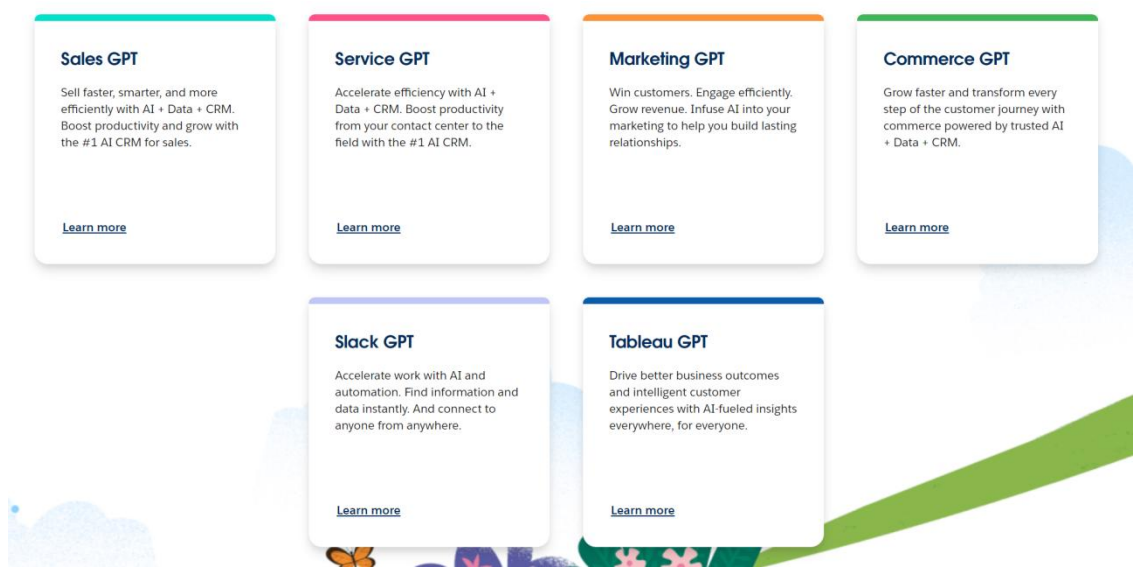 Sales GPT
Sell faster, smarter, and more
efficiently with AI + Data + CRM.
Boost productivity and grow with
the #1 AI CRM for sales.
Learn more
Service GPT
Accelerate efficiency with AI +
Data + CRM. Boost productivity
from your contact center to the
field with the #1 AI CRM.
Learn more
Marketing GPT
Win customers. Engage efficiently.
Grow revenue. Infuse AI into your
marketing to help you build lasting
relationships.
Learn more
Commerce GPT
Grow faster and transform every
step of the customer journey with
commerce powered by trusted AI
+ Data + CRM.
Learn more
Slack GPT
Accelerate work with AI and
automation. Find information and
data instantly. And connect to
anyone from anywhere.
Learn more
Tableau GPT
Drive better business outcomes
and intelligent customer
experiences with AI-fueled insights
everywhere, for everyone.
Learn more